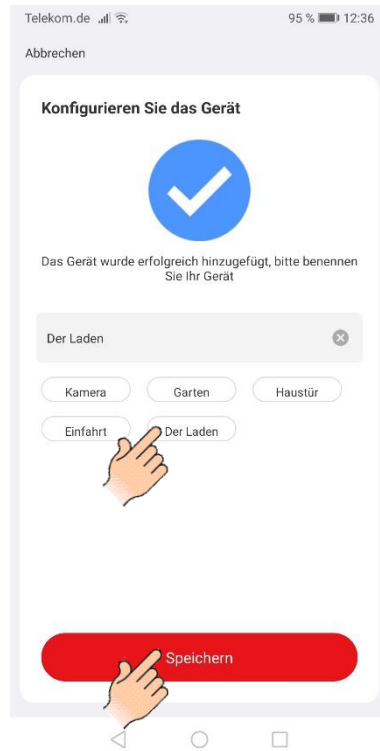 Telekom.de 95 % 12:36
Abbrechen
Konfigurieren Sie das Gerät
Das Gerät wurde erfolgreich hinzugefügt, bitte benennen
Sie Ihr Gerät
Der Laden
Kamera Garten Haustür
Einfahrt Der Laden
Speichern